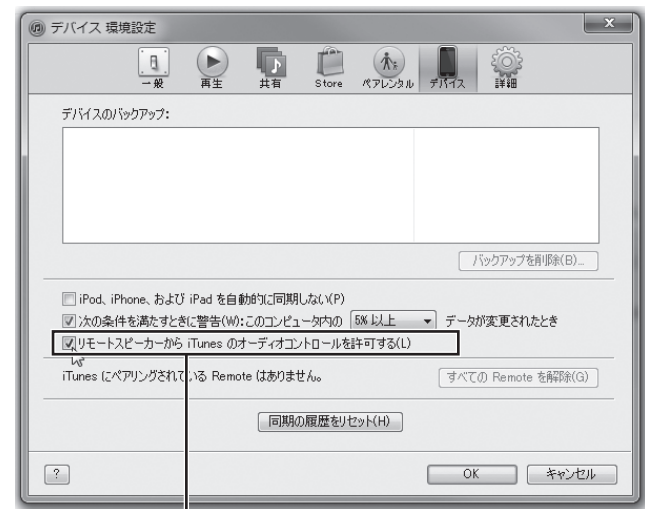 デバイス 環境設定
x
一般
再生
共有
Store
ペアレンタル
デバイス
詳細
デバイスのバックアップ:
バックアップを削除(B)...
iPod、iPhone、および iPad を自動的に同期しない(P)
次の条件を満たすときに警告(W):このコンピュータ内の 5% 以上 データが変更されたとき
リモートスピーカーから iTunes のオーディオコントロールを許可する(L)
iTunes にペアリングされている Remote はありません。
すべての Remote を解除(G)
同期の履歴をリセット(H)
?
OK
キャンセル